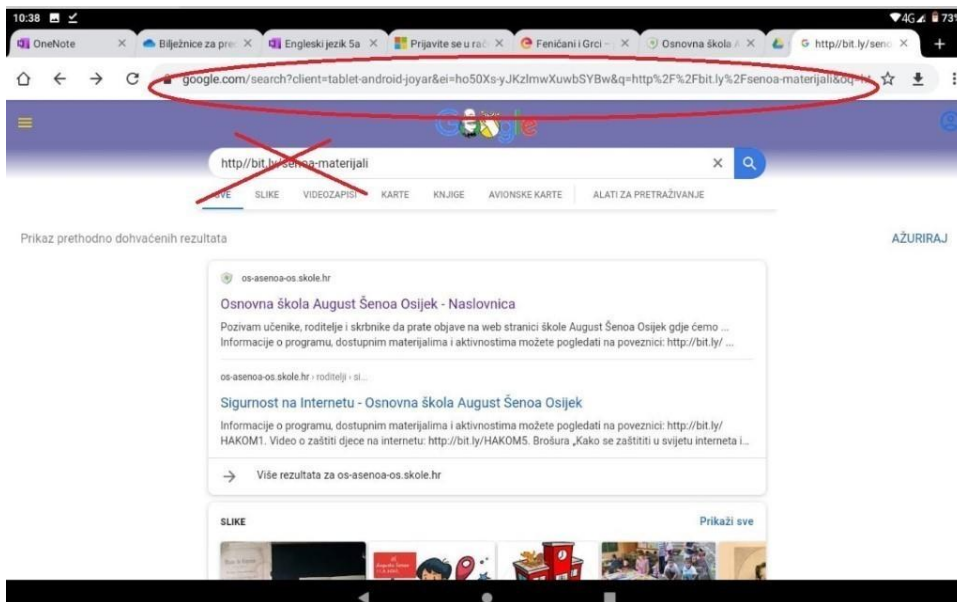 10:38 4G 73%
OneNote Bilježnice za pre Engleski jezik 5a Prijavite se u rač Feničani i Grci – Osnovna škola A http//bit.ly/seno
google.com/search?client=tablet-android-joyar&ei=ho50Xs-yJKzlmwXuwbSYBw&q=http%2F%2Fbit.ly%2Fsenoa-materijali&oq=ht
Google
http//bit.ly/senoa-materijali
SVE SLIKE VIDEOZAPISI KARTE KNJIGE AVIONSKE KARTE ALATI ZA PRETRAŽIVANJE
Prikaz prethodno dohvaćenih rezultata AŽURIRAJ
os-asenoa-os.skole.hr
Osnovna škola August Šenoa Osijek - Naslovnica
Pozivam učenike, roditelje i skrbnike da prate objave na web stranici škole August Šenoa Osijek gdje ćemo ...
Informacije o programu, dostupnim materijalima i aktivnostima možete pogledati na poveznici: http://bit.ly/ ...
os-asenoa-os.skole.hr › roditelji › si...
Sigurnost na Internetu - Osnovna škola August Šenoa Osijek
Informacije o programu, dostupnim materijalima i aktivnostima možete pogledati na poveznici: http://bit.ly/
HAKOM1. Video o zaštiti djece na internetu: http://bit.ly/HAKOM5. Brošura „Kako se zaštititi u svijetu interneta i...
Više rezultata za os-asenoa-os.skole.hr
SLIKE Prikaži sve